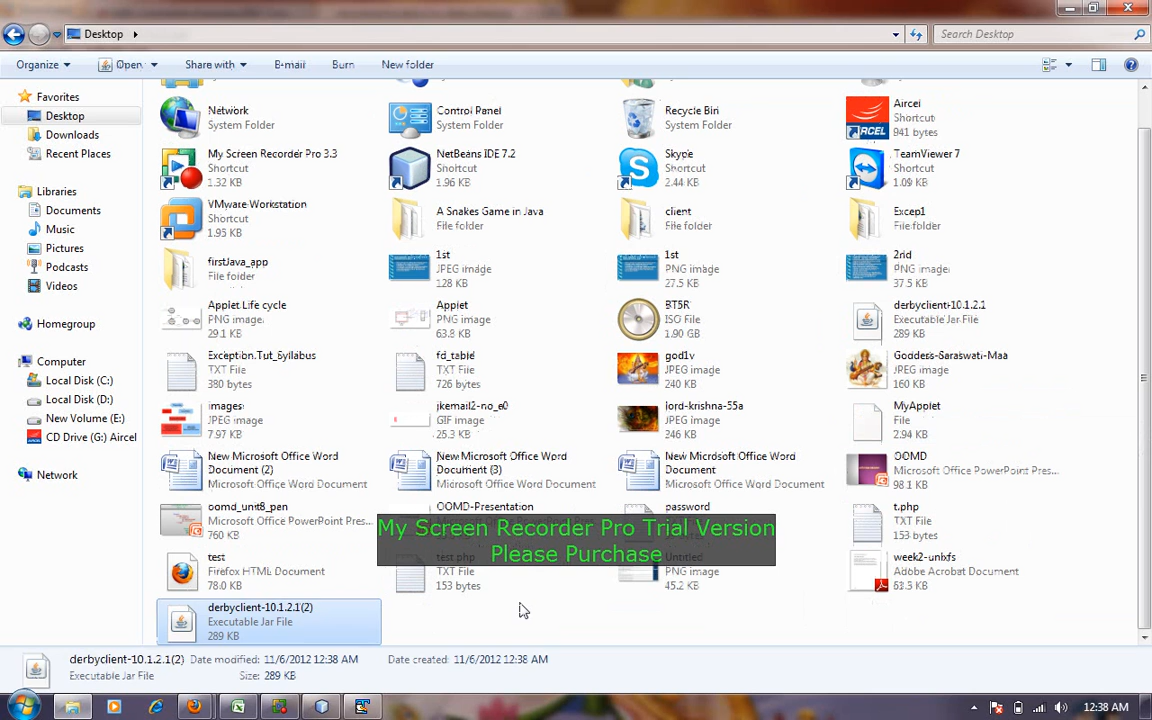 Desktop
Search Desktop
Organize
Open
Share with
E-mail
Burn
New folder
Favorites
Desktop
Downloads
Recent Places
Libraries
Documents
Music
Pictures
Podcasts
Videos
Homegroup
Computer
Local Disk (C:)
Local Disk (D:)
New Volume (E:)
CD Drive (G:) Aircel
Network
Network
System Folder
Control Panel
System Folder
Recycle Bin
System Folder
Aircel
Shortcut
941 bytes
My Screen Recorder Pro 3.3
Shortcut
1.32 KB
NetBeans IDE 7.2
Shortcut
1.96 KB
Skype
Shortcut
2.44 KB
TeamViewer 7
Shortcut
1.09 KB
VMware Workstation
Shortcut
1.95 KB
A Snakes Game in Java
File folder
client
File folder
Excep1
File folder
firstJava_app
File folder
1st
JPEG image
128 KB
1st
PNG image
27.5 KB
2rid
PNG image
37.5 KB
Applet Life cycle
PNG image
29.1 KB
Applet
PNG image
63.8 KB
BT5R
ISO File
1.90 GB
derbyclient-10.1.2.1
Executable Jar File
289 KB
Exception.Tut_Syllabus
TXT File
380 bytes
fd_table
TXT File
726 bytes
god1v
JPEG image
240 KB
Goddess-Saraswati-Maa
JPEG image
160 KB
images
JPEG image
7.97 KB
jkemail2-no_e0
GIF image
25.3 KB
lord-krishna-55a
JPEG image
246 KB
MyApplet
File
2.94 KB
New Microsoft Office Word
Document (2)
Microsoft Office Word Document
New Microsoft Office Word
Document (3)
Microsoft Office Word Document
New Microsoft Office Word
Document
Microsoft Office Word Document
OOMD
Microsoft Office PowerPoint Pres...
98.1 KB
oomd_unit8_pen
Microsoft Office PowerPoint Pres...
760 KB
OOMD-Presentation
password
t.php
TXT File
153 bytes
My Screen Recorder Pro Trial Version
Please Purchase
test
Firefox HTML Document
78.0 KB
test.php
TXT File
153 bytes
Untitled
PNG image
45.2 KB
week2-unixfs
Adobe Acrobat Document
63.3 KB
derbyclient-10.1.2.1(2)
Executable Jar File
289 KB
derbyclient-10.1.2.1(2) Date modified: 11/6/2012 12:38 AM Date created: 11/6/2012 12:38 AM
Executable Jar File Size: 289 KB
12:38 AM